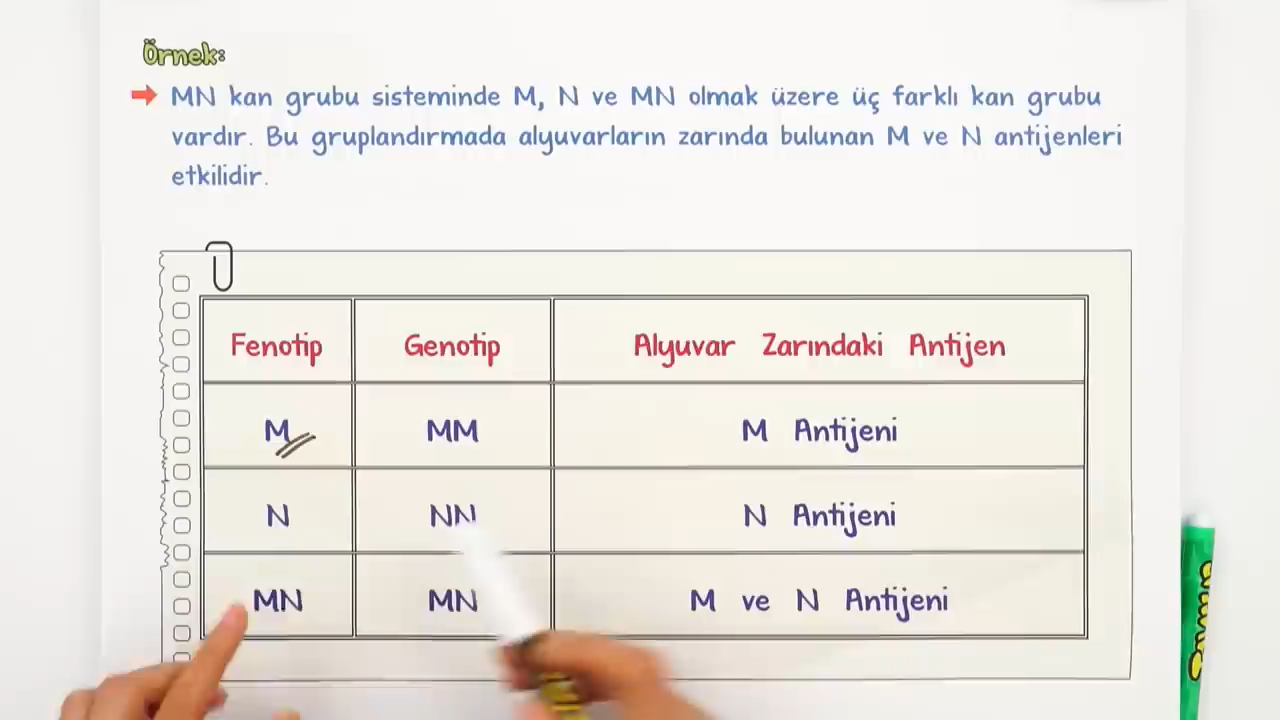 Örnek:
MN kan grubu sisteminde M, N ve MN olmak üzere üç farklı kan grubu
vardır. Bu gruplandırmada alyuvarların zarında bulunan M ve N antijenleri
etkilidir.
Fenotip Genotip Alyuvar Zarındaki Antijen
M MM M Antijeni
N NN N Antijeni
MN MN M ve N Antijeni